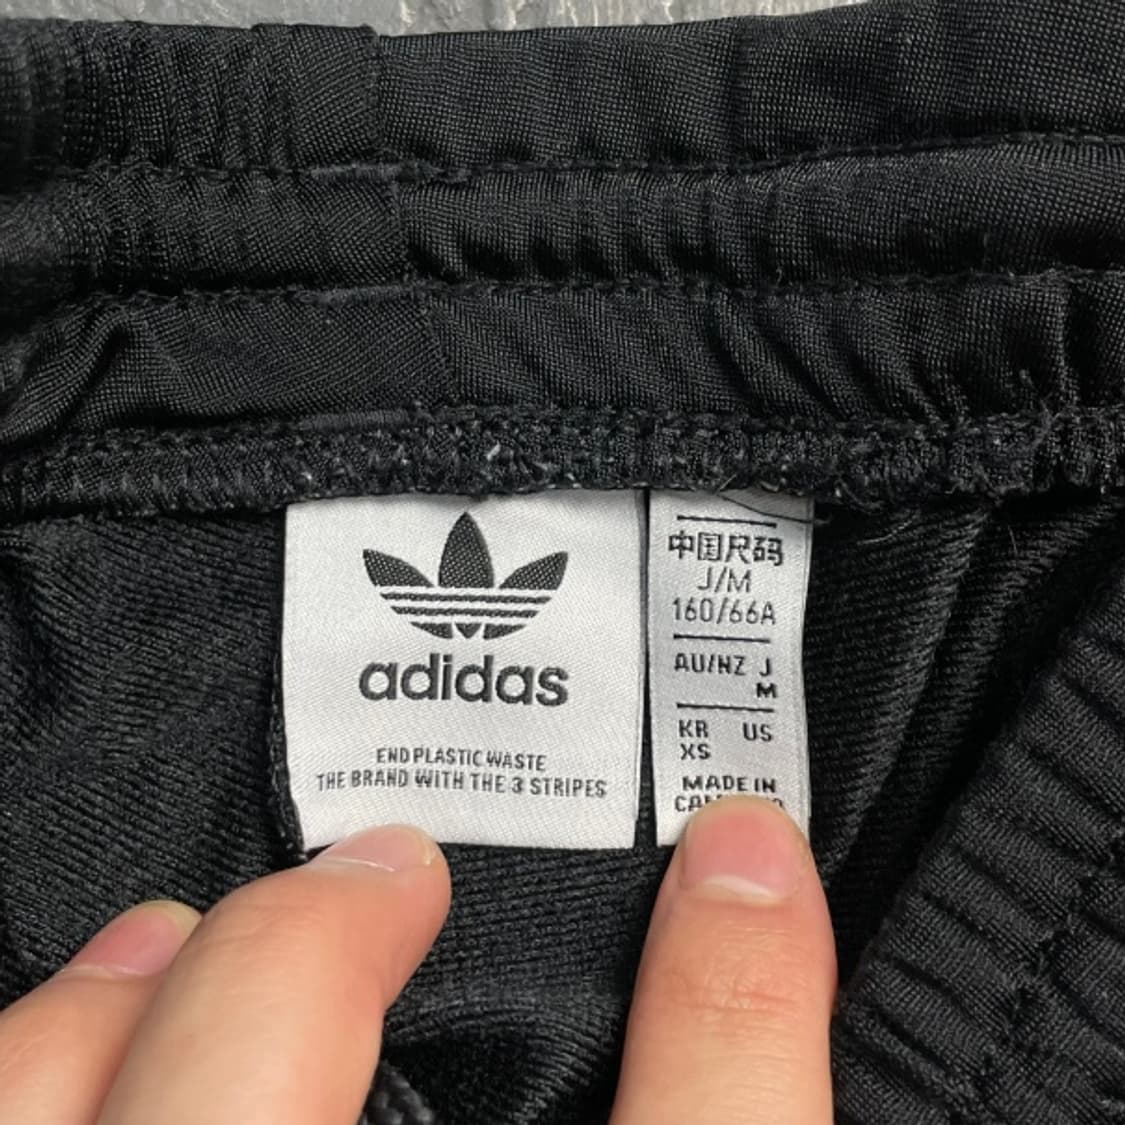 adidas
END PLASTIC WASTE
THE BRAND WITH THE 3 STRIPES
中国尺码
J/M
160/66A
AU/NZ J
M
KR US
XS
MADE IN